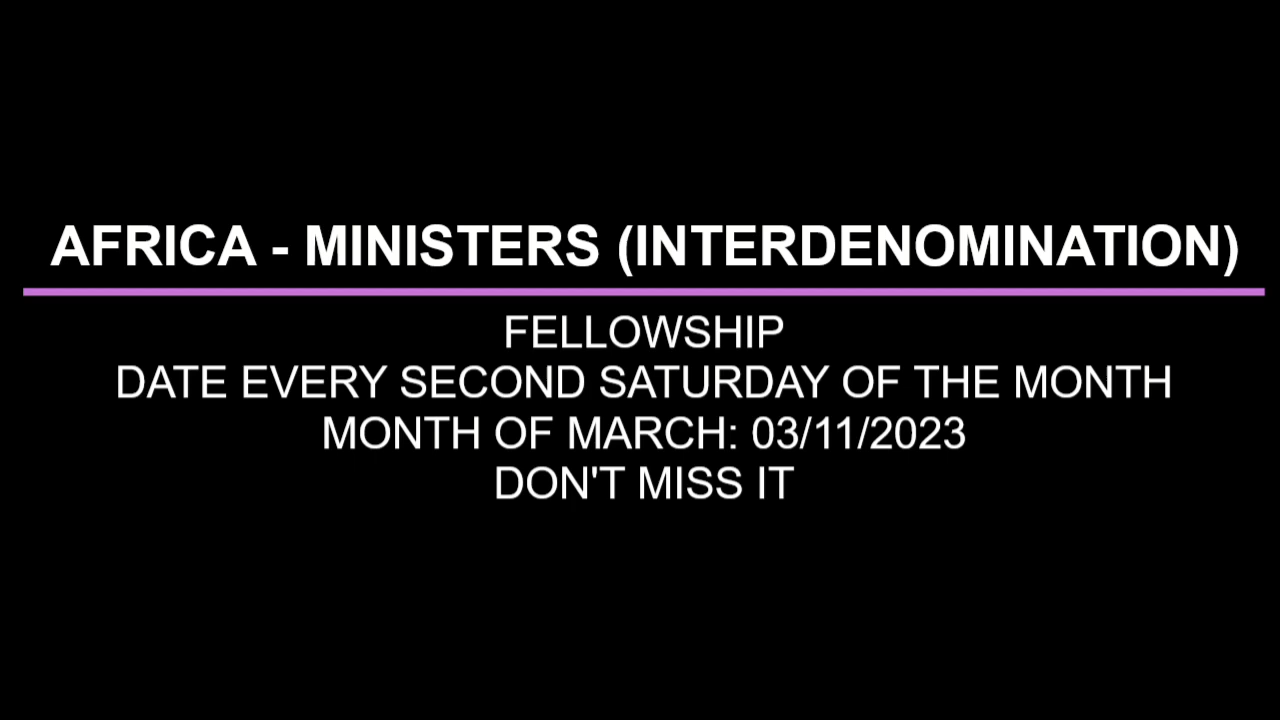 AFRICA - MINISTERS (INTERDENOMINATION)
FELLOWSHIP
DATE EVERY SECOND SATURDAY OF THE MONTH
MONTH OF MARCH: 03/11/2023
DON'T MISS IT